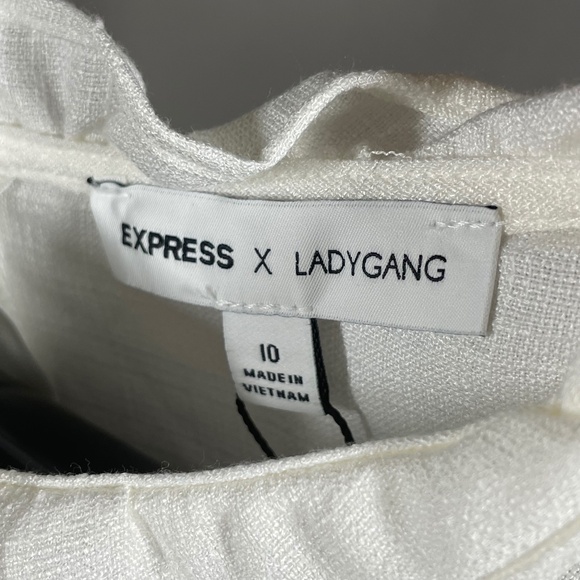 EXPRESS X LADYGANG
10
MADE IN
VIETNAM